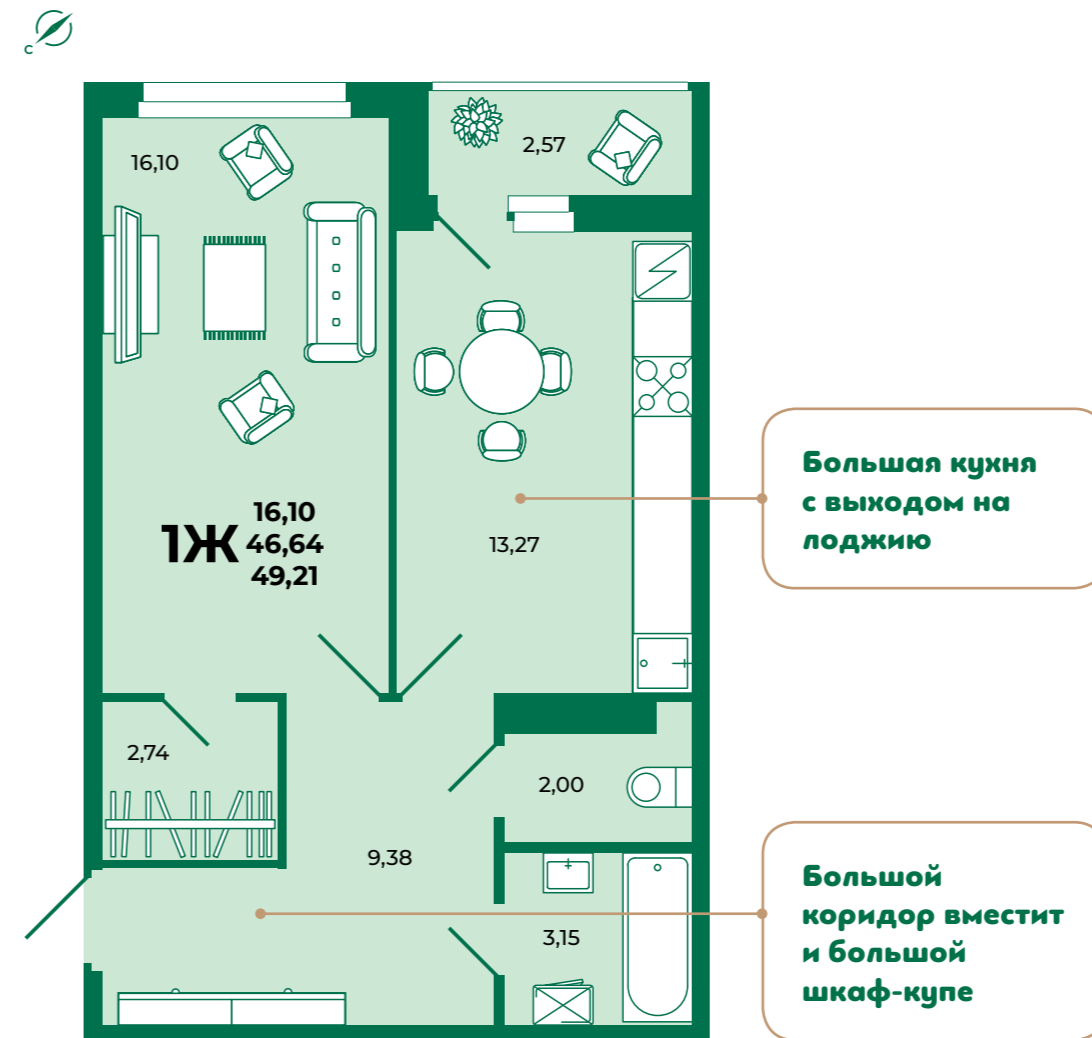 с
2,57
16,10
16,10
1Ж 46,64
49,21
13,27
Большая кухня
с выходом на
лоджию
2,74
2,00
9,38
3,15
Большой
коридор вместит
и большой
шкаф-купе